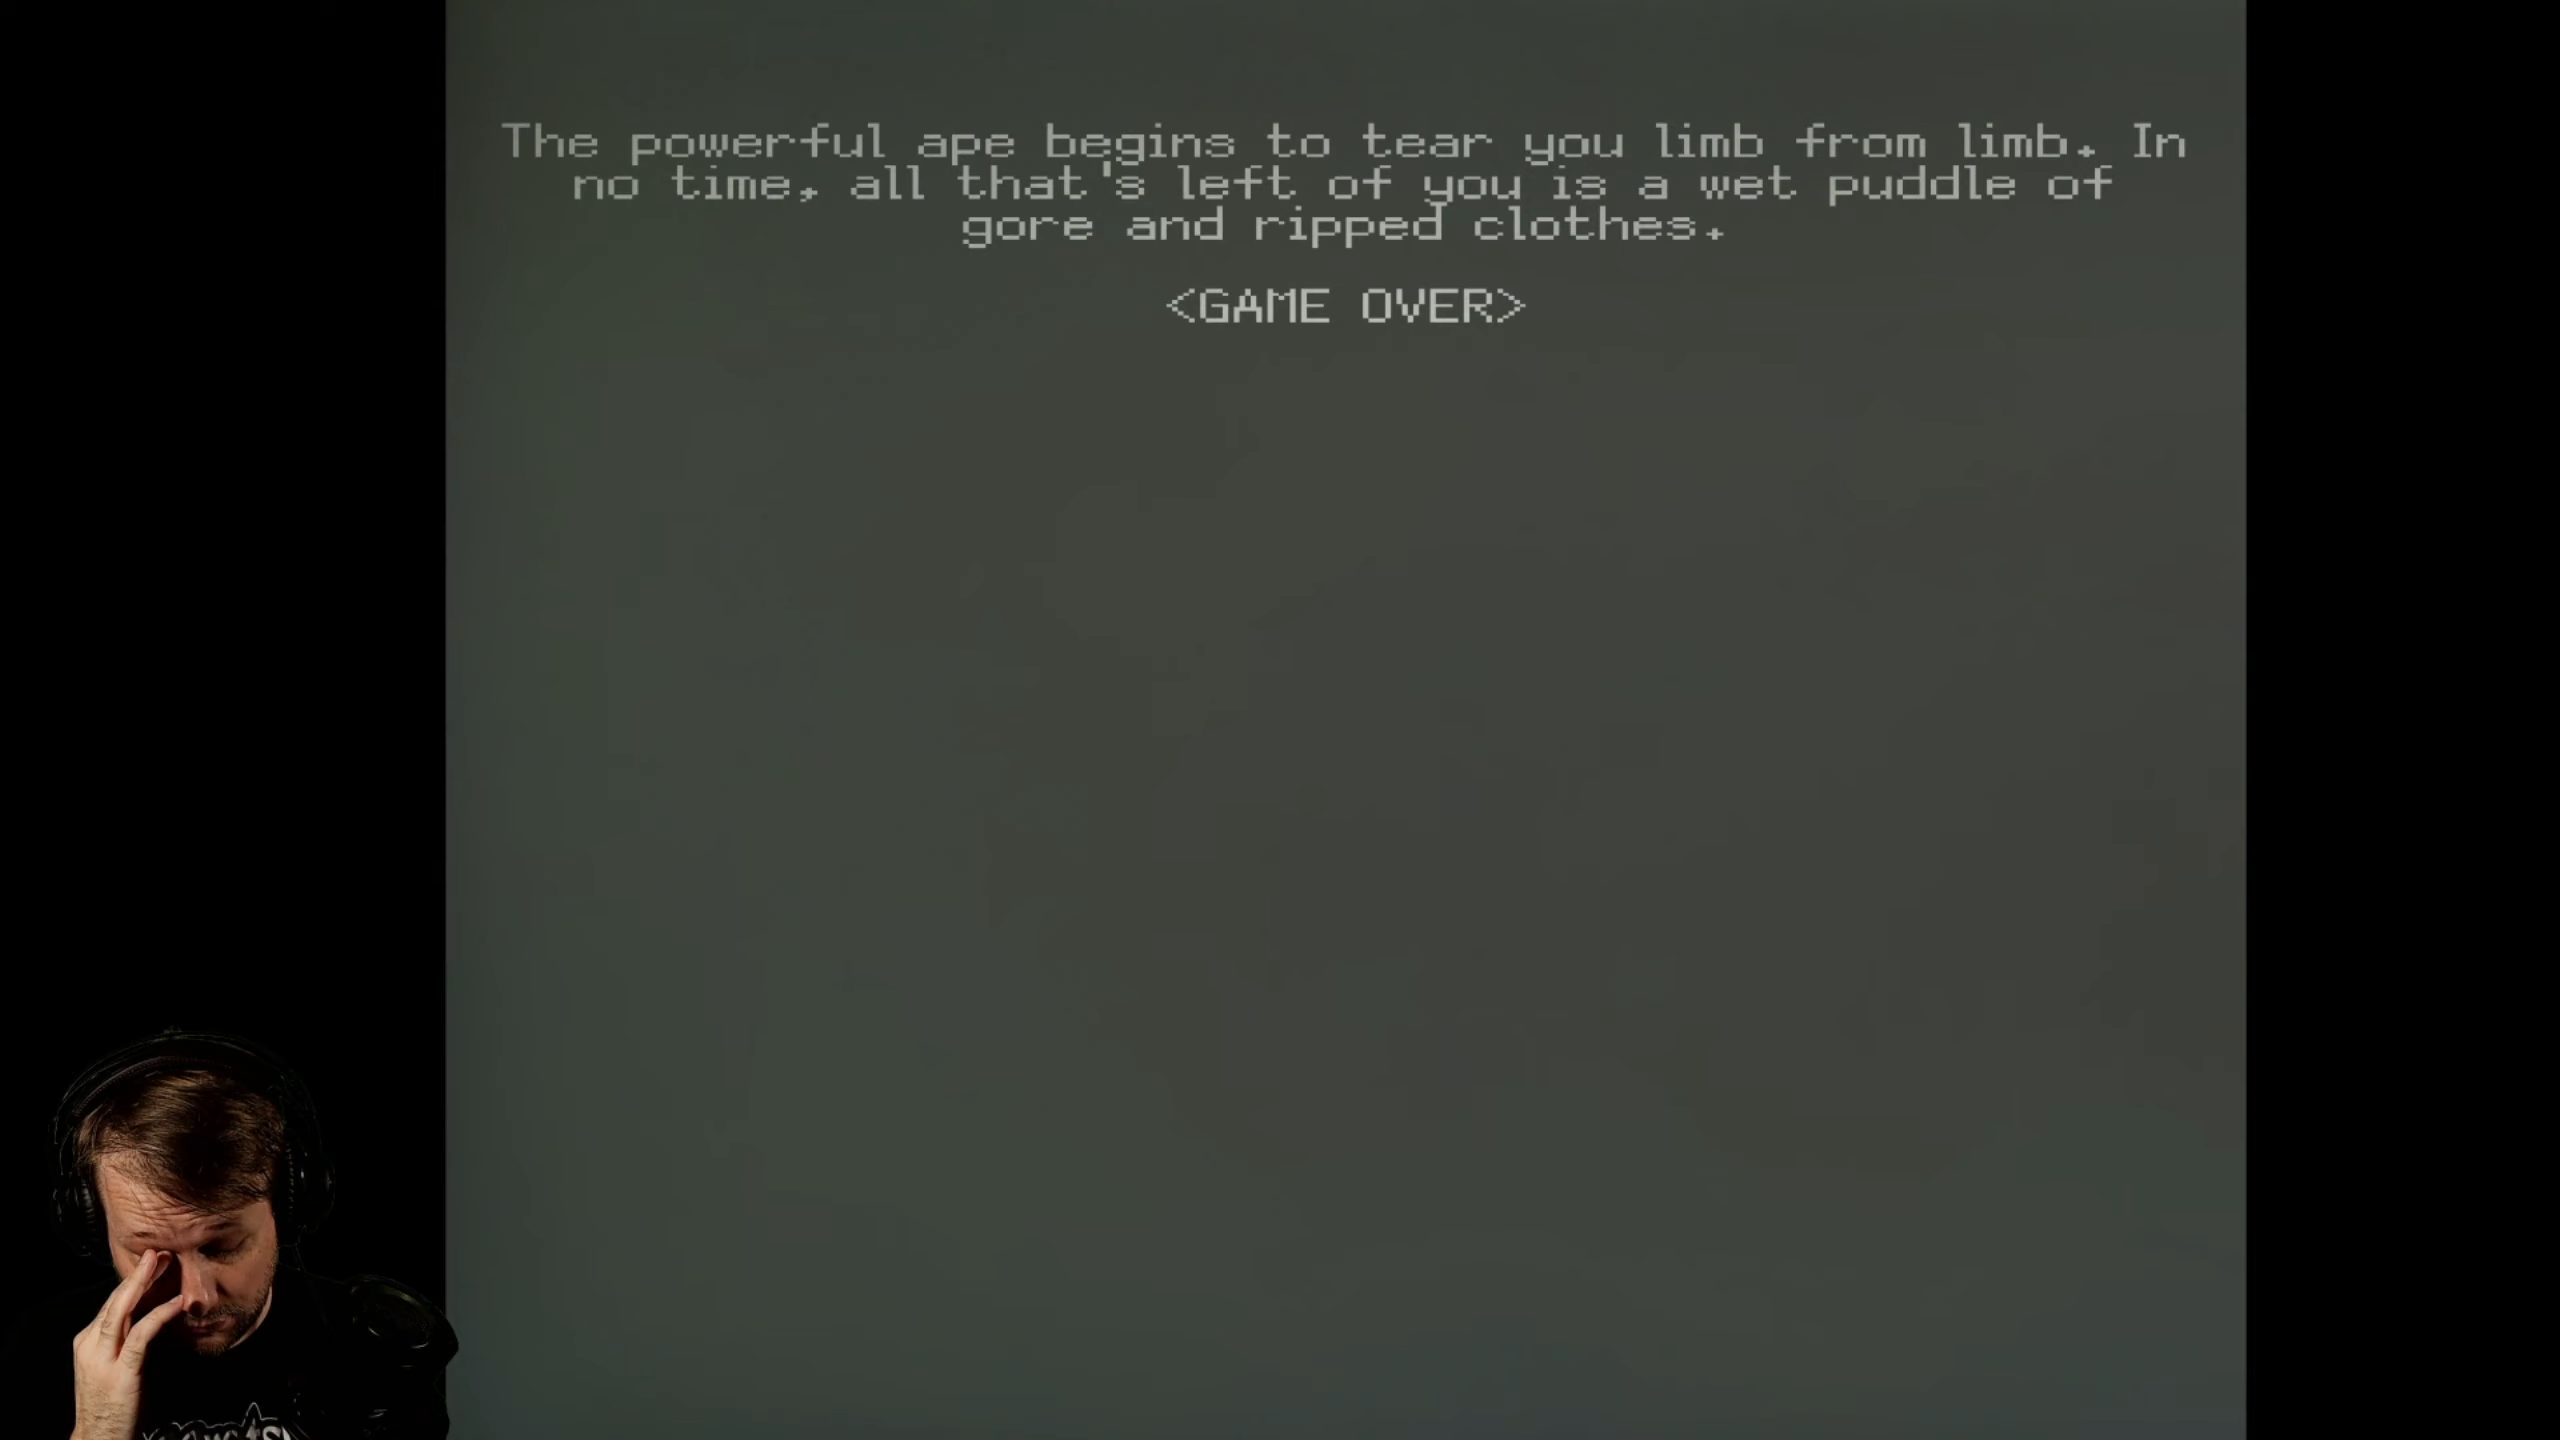 The powerful ape begins to tear you limb from limb. In
no time, all that's left of you is a wet puddle of
gore and ripped clothes.
<GAME OVER>